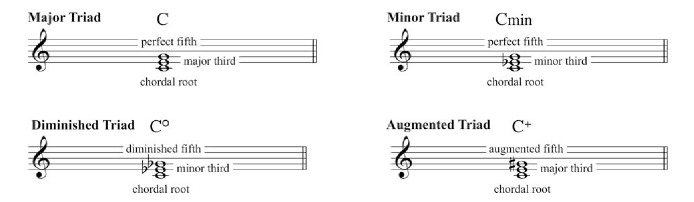 Major Triad C
perfect fifth
major third
chordal root
Minor Triad Cmin
perfect fifth
minor third
chordal root
Diminished Triad C°
diminished fifth
minor third
chordal root
Augmented Triad C+
augmented fifth
major third
chordal root